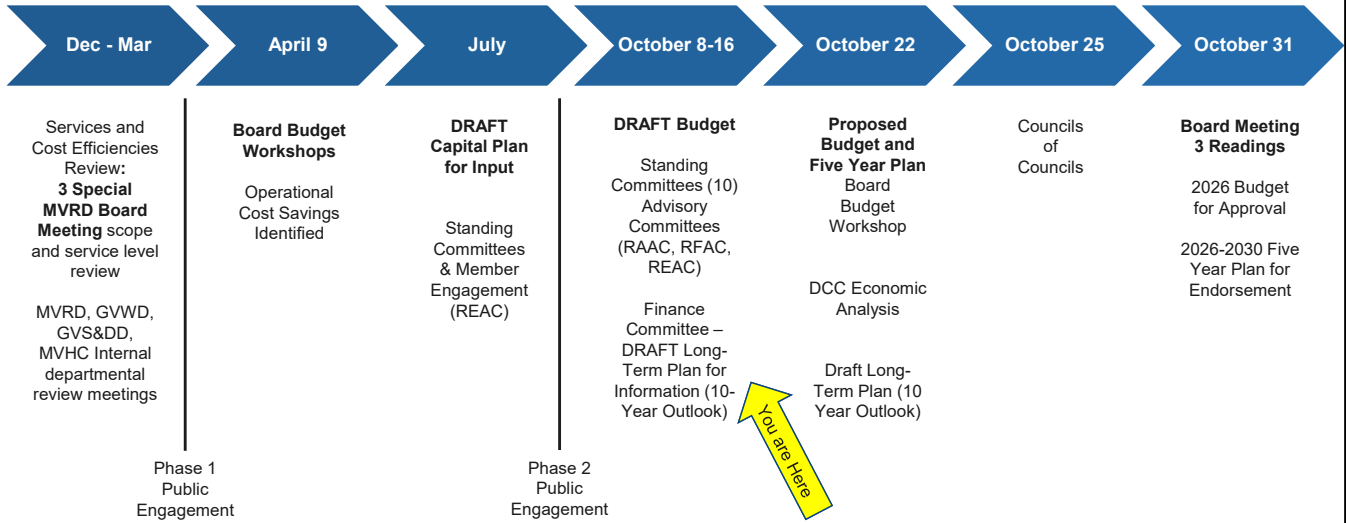 Dec - Mar
April 9
July
October 8-16
October 22
October 25
October 31
Services and
Cost Efficiencies
Review:
3 Special
MVRD Board
Meeting scope
and service level
review
MVRD, GVWD,
GVS&DD,
MVHC Internal
departmental
review meetings
Phase 1
Public
Engagement
Board Budget
Workshops
Operational
Cost Savings
Identified
DRAFT
Capital Plan
for Input
Standing
Committees
& Member
Engagement
(REAC)
Phase 2
Public
Engagement
DRAFT Budget
Standing
Committees (10)
Advisory
Committees
(RAAC, RFAC,
REAC)
Finance
Committee –
DRAFT Long-
Term Plan for
Information (10-
Year Outlook)
You are Here
Proposed
Budget and
Five Year Plan
Board
Budget
Workshop
DCC Economic
Analysis
Draft Long-
Term Plan (10
Year Outlook)
Councils
of
Councils
Board Meeting
3 Readings
2026 Budget
for Approval
2026-2030 Five
Year Plan for
Endorsement